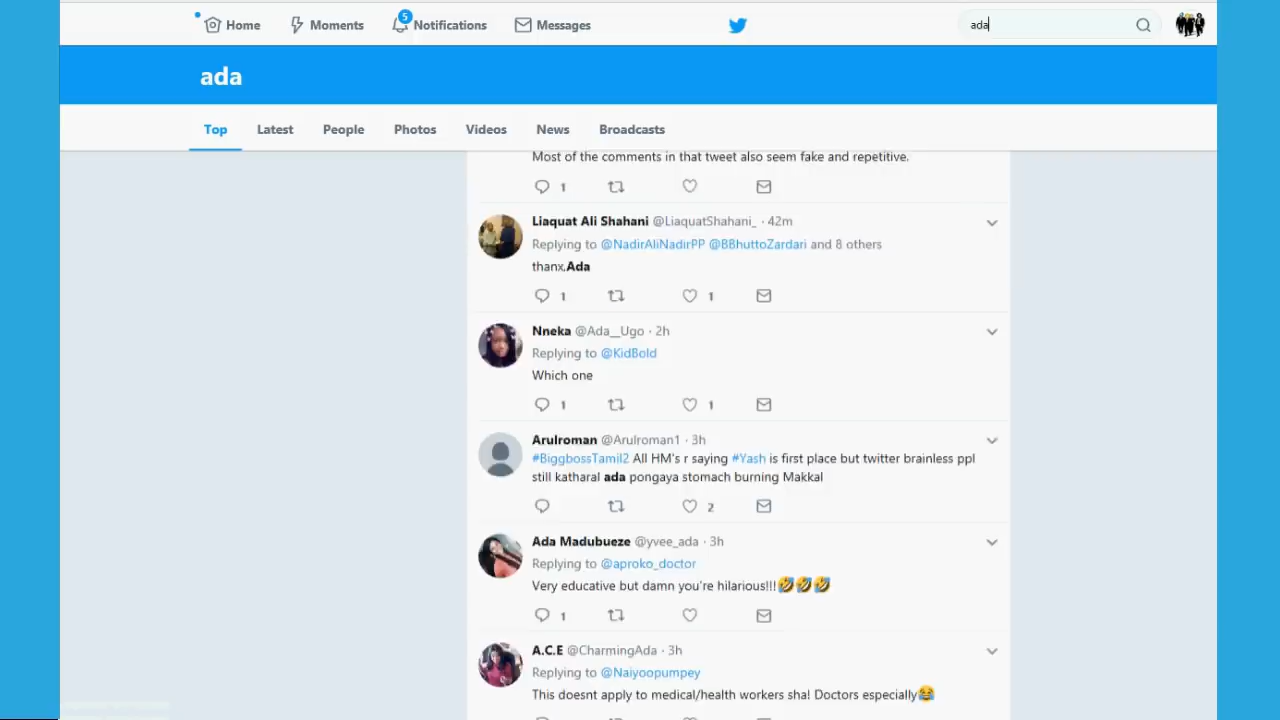 Home Moments 5 Notifications Messages ada
ada
Top Latest People Photos Videos News Broadcasts
Most of the comments in that tweet also seem fake and repetitive.
1
Liaquat Ali Shahani @LiaquatShahani_ · 42m
Replying to @NadirAliNadirPP @BBhuttoZardari and 8 others
thanx,Ada
1 1
Nneka @Ada__Ugo · 2h
Replying to @KidBold
Which one
1 1
Arulroman @Arulroman1 · 3h
#BiggbossTamil2 All HM's r saying #Yash is first place but twitter brainless ppl
still katharal ada pongaya stomach burning Makkal
2
Ada Madubueze @yvee_ada · 3h
Replying to @aproko_doctor
Very educative but damn you're hilarious!!!🤣🤣🤣
1
A.C.E @CharmingAda · 3h
Replying to @Naiyoopumpey
This doesnt apply to medical/health workers sha! Doctors especially😂